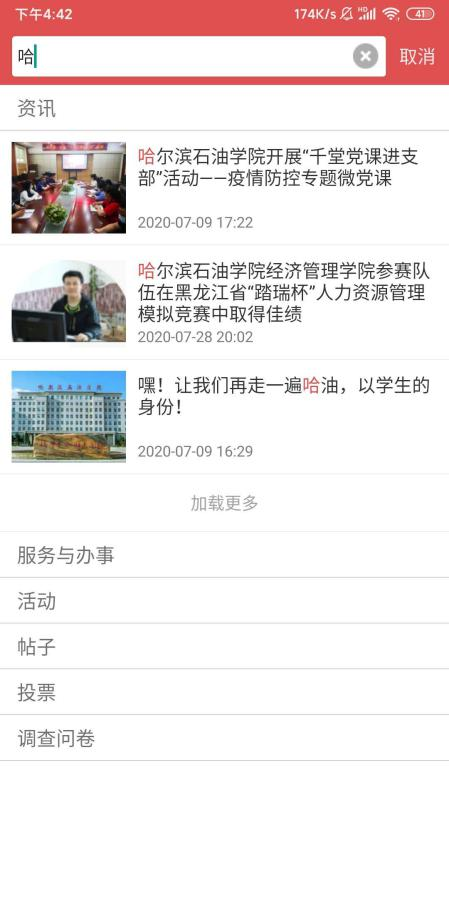 下午4:42
174K/s
HD
41
哈
取消
资讯
哈尔滨石油学院开展“千堂党课进支
部”活动——疫情防控专题微党课
2020-07-09 17:22
哈尔滨石油学院经济管理学院参赛队
伍在黑龙江省“踏瑞杯”人力资源管理
模拟竞赛中取得佳绩
2020-07-28 20:02
嘿！让我们再走一遍哈油，以学生的
身份！
2020-07-09 16:29
加载更多
服务与办事
活动
帖子
投票
调查问卷